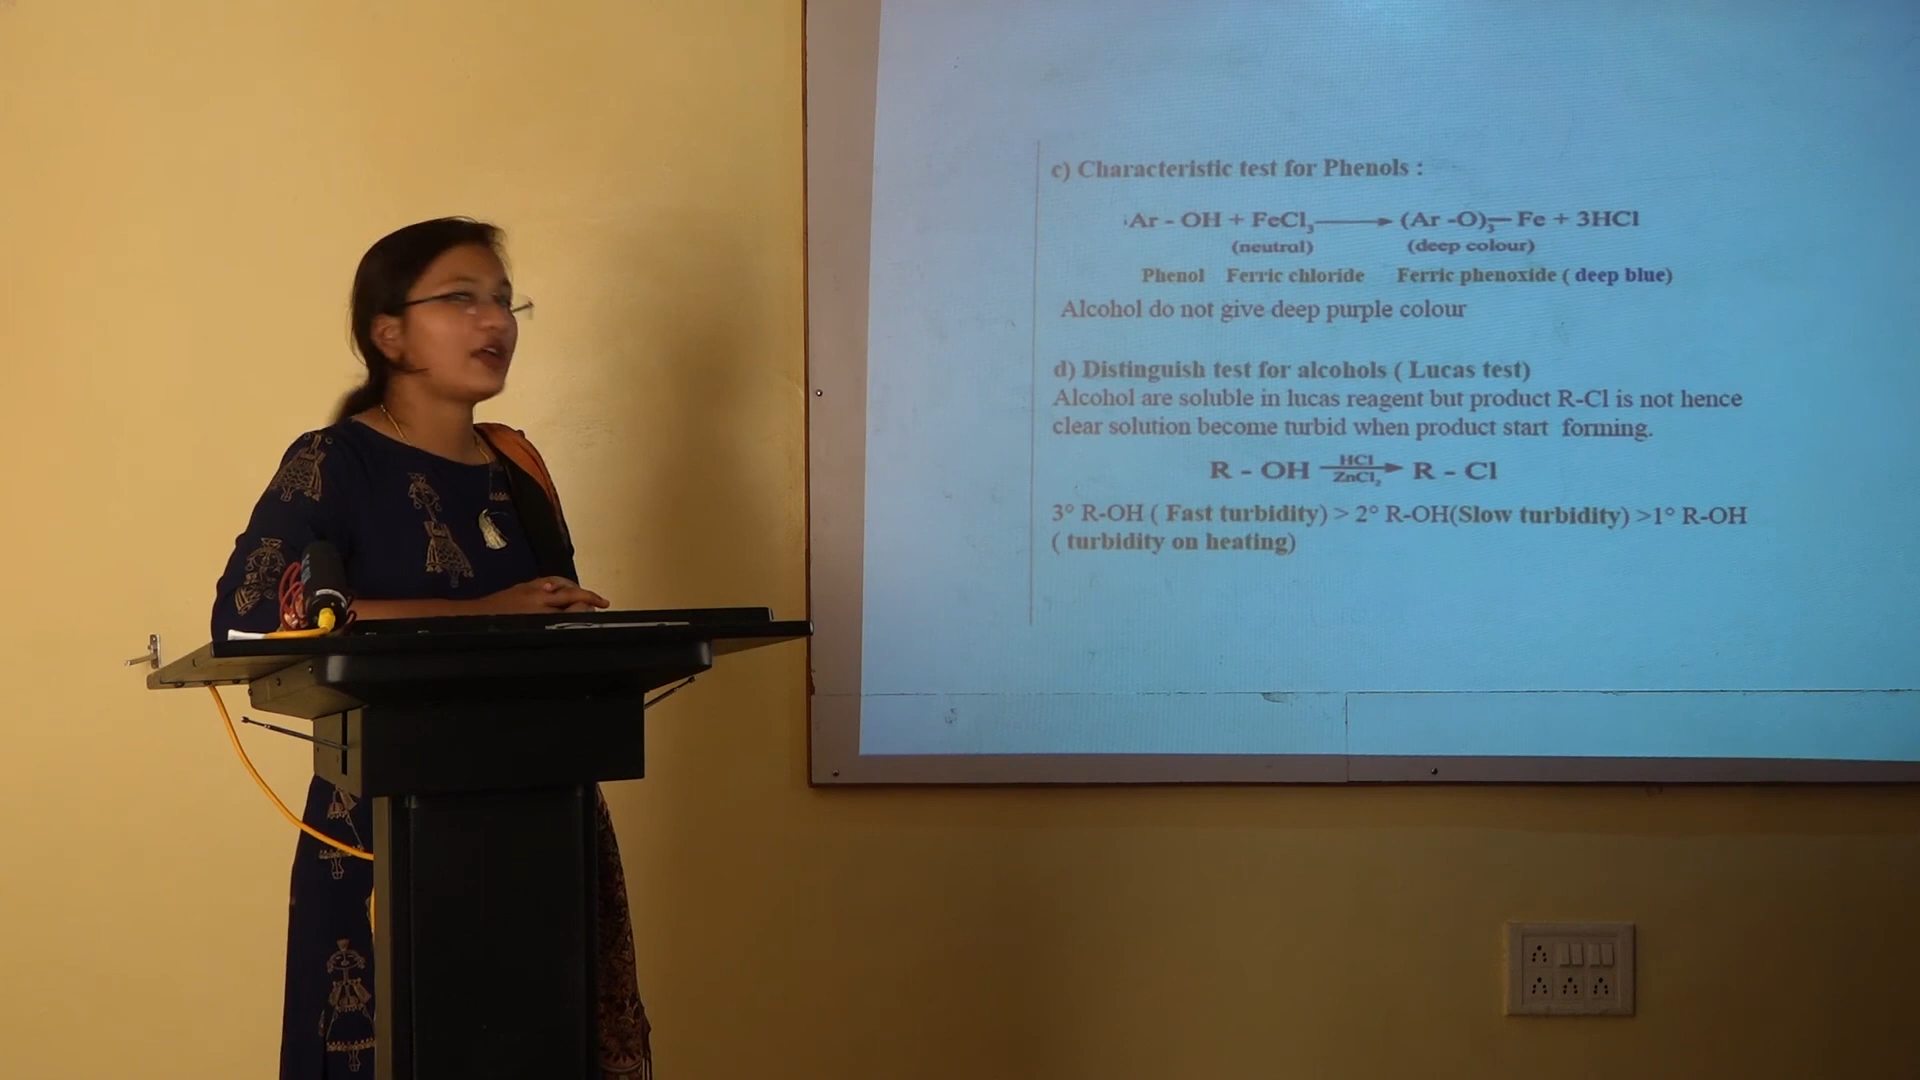 c) Characteristic test for Phenols :
Ar - OH + FeCl₃ ⟶ (Ar -O)₃— Fe + 3HCl
(neutral) (deep colour)
Phenol Ferric chloride Ferric phenoxide ( deep blue)
Alcohol do not give deep purple colour
d) Distinguish test for alcohols ( Lucas test)
Alcohol are soluble in lucas reagent but product R-Cl is not hence
clear solution become turbid when product start forming.
HCl
R - OH ⟶ R - Cl
ZnCl₂
3° R-OH ( Fast turbidity) > 2° R-OH(Slow turbidity) >1° R-OH
( turbidity on heating)